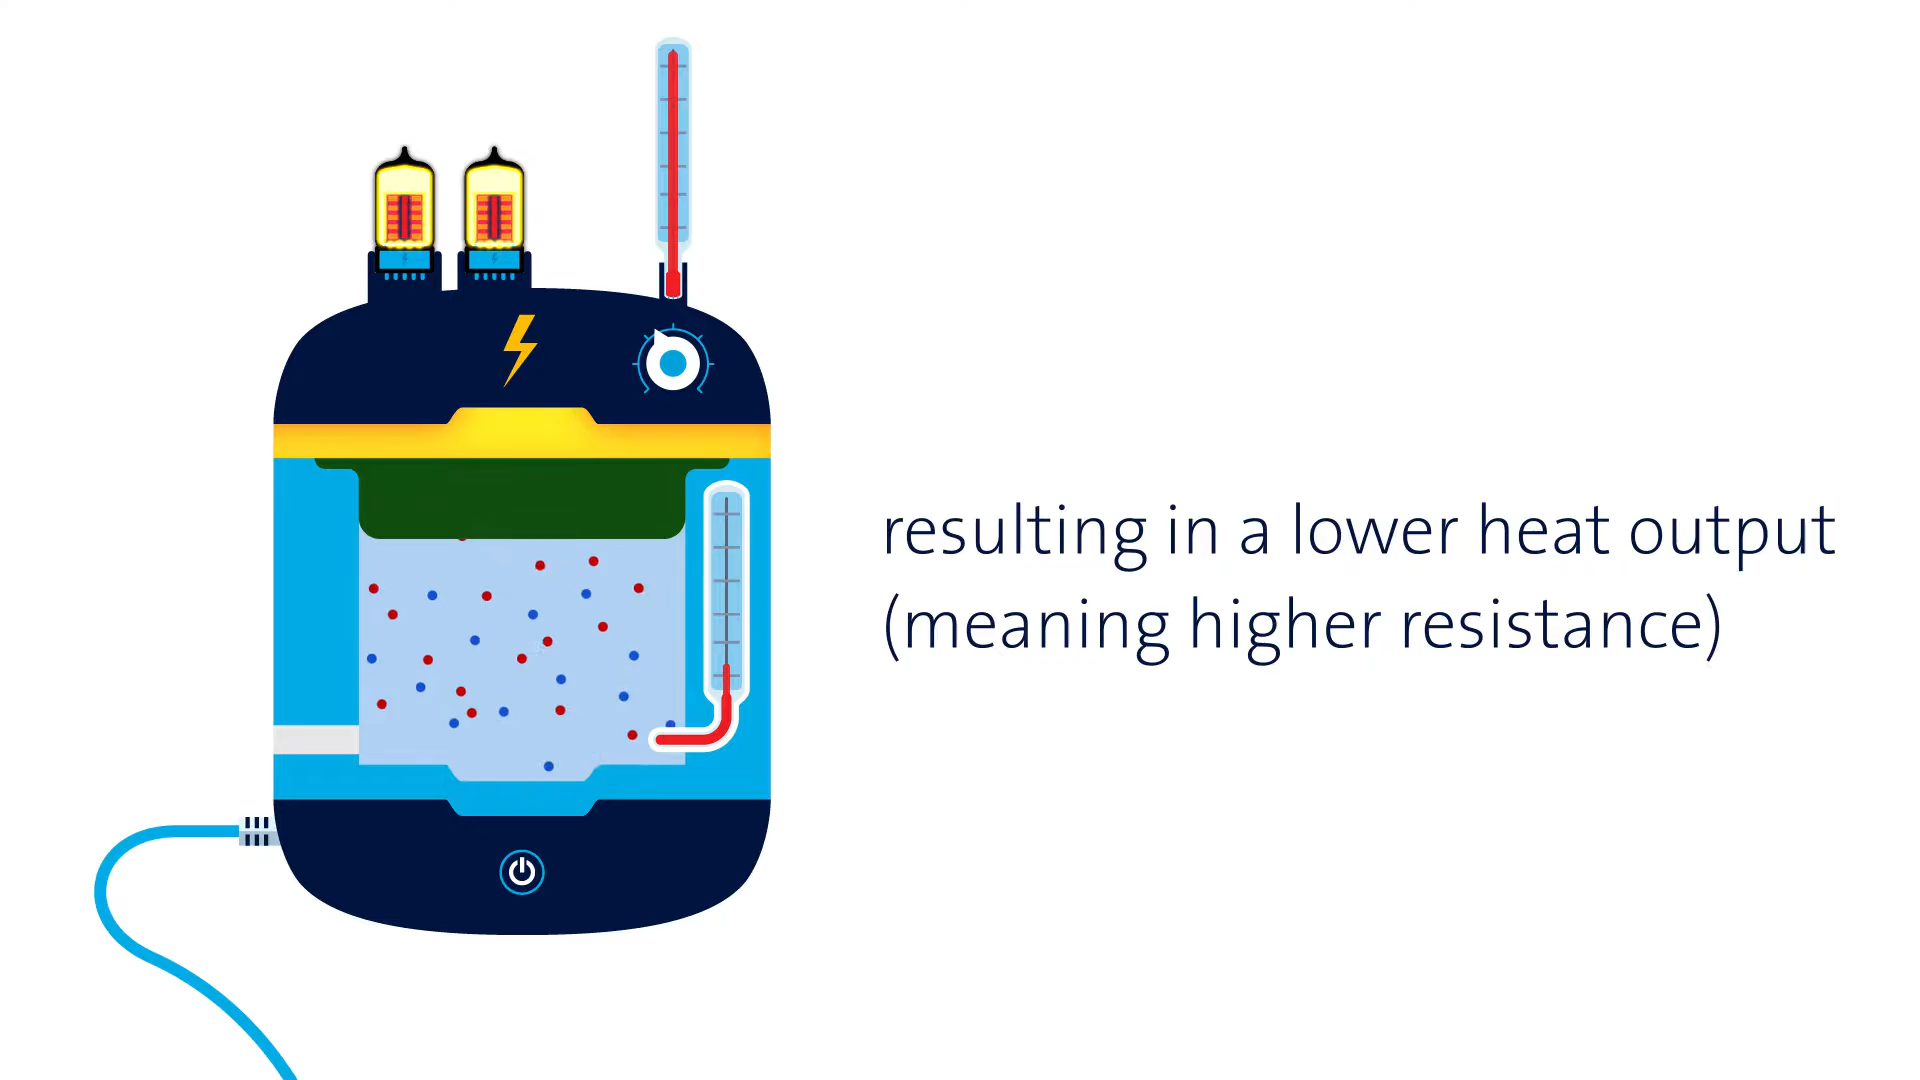 resulting in a lower heat output
(meaning higher resistance)